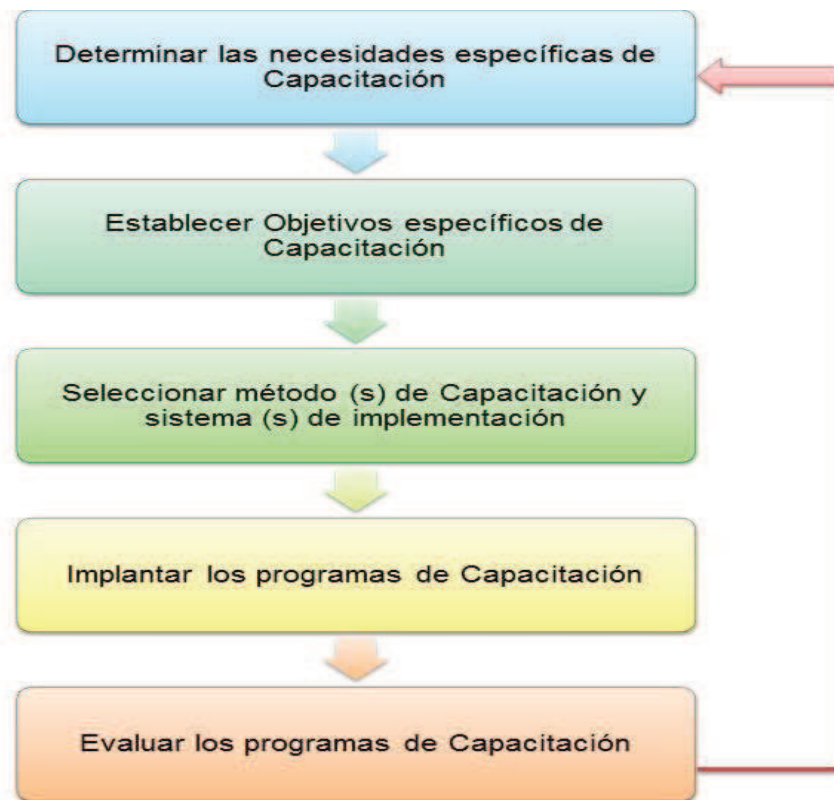 Determinar las necesidades específicas de
Capacitación
Establecer Objetivos específicos de
Capacitación
Seleccionar método (s) de Capacitación y
sistema (s) de implementación
Implantar los programas de Capacitación
Evaluar los programas de Capacitación